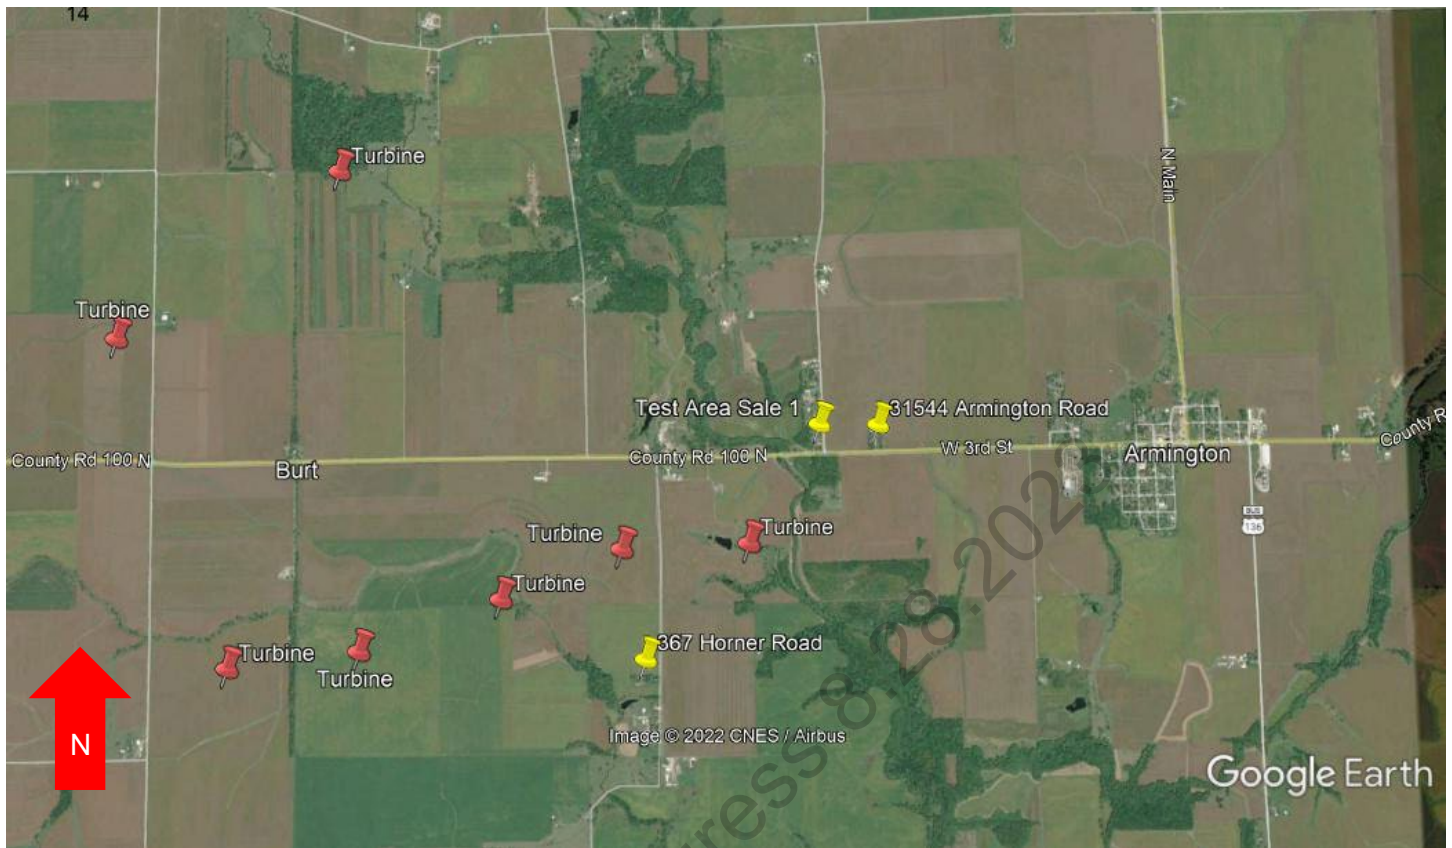 14
Turbine
N Main
Turbine
Test Area Sale 1
31544 Armington Road
County Rd 100 N
Burt
County Rd 100 N
W 3rd St
Armington
County R
Turbine
Turbine
BUS
136
Turbine
367 Horner Road
Turbine
Turbine
N
Image © 2022 CNES / Airbus
Google Earth